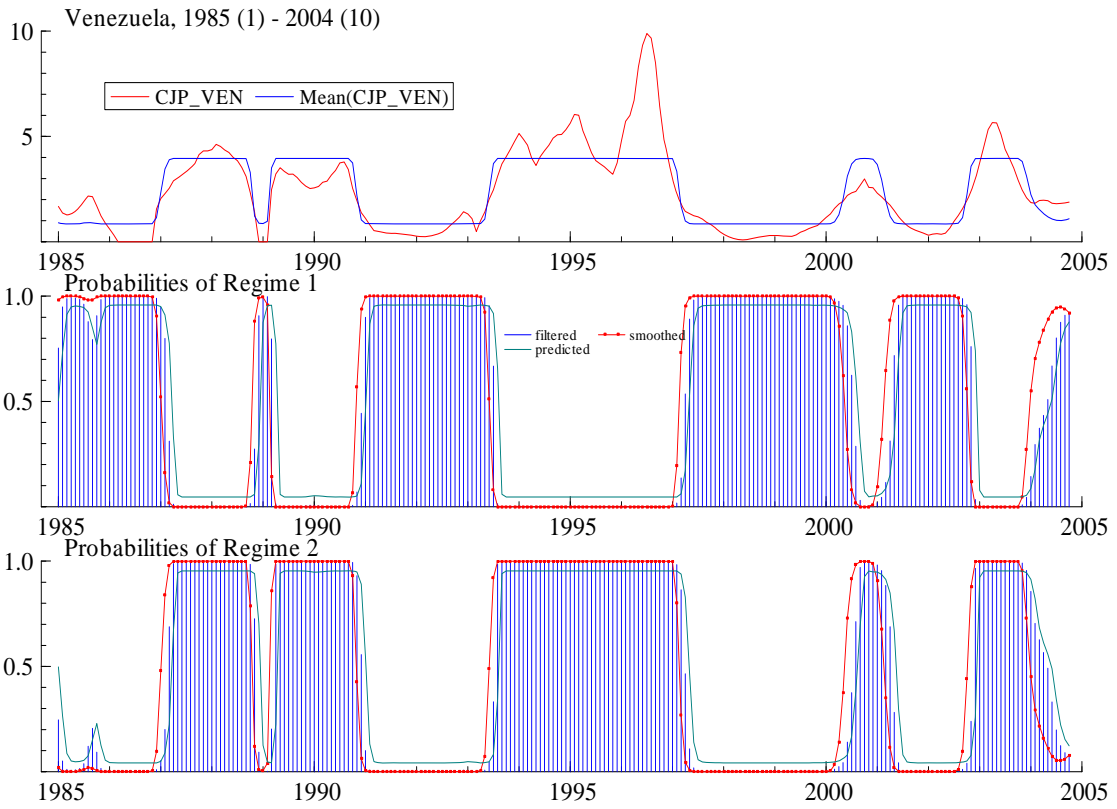 Venezuela, 1985 (1) - 2004 (10)
10
CJP_VEN Mean(CJP_VEN)
5
1985 1990 1995 2000 2005
Probabilities of Regime 1
1.0
filtered smoothed
predicted
0.5
1985 1990 1995 2000 2005
Probabilities of Regime 2
1.0
0.5
1985 1990 1995 2000 2005